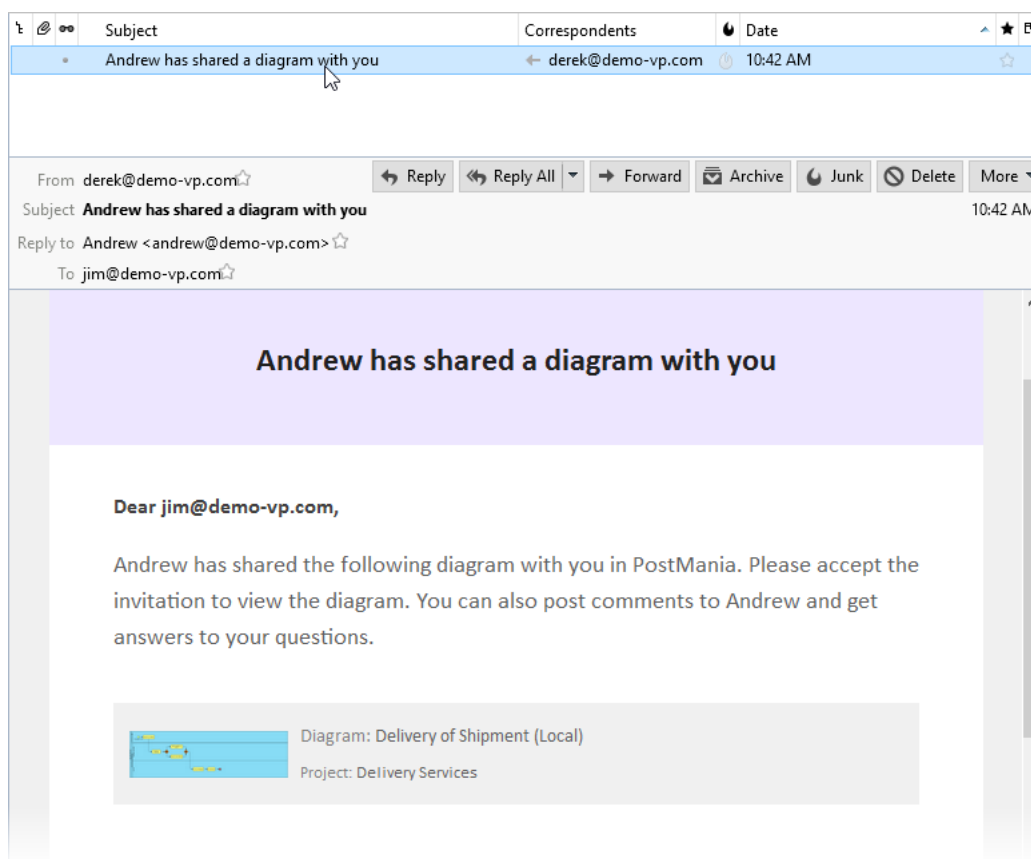 Subject Correspondents Date
Andrew has shared a diagram with you derek@demo-vp.com 10:42 AM
From derek@demo-vp.com Reply Reply All Forward Archive Junk Delete More
Subject Andrew has shared a diagram with you 10:42 AM
Reply to Andrew <andrew@demo-vp.com>
To jim@demo-vp.com
Andrew has shared a diagram with you
Dear jim@demo-vp.com,
Andrew has shared the following diagram with you in PostMania. Please accept the
invitation to view the diagram. You can also post comments to Andrew and get
answers to your questions.
Diagram: Delivery of Shipment (Local)
Project: Delivery Services